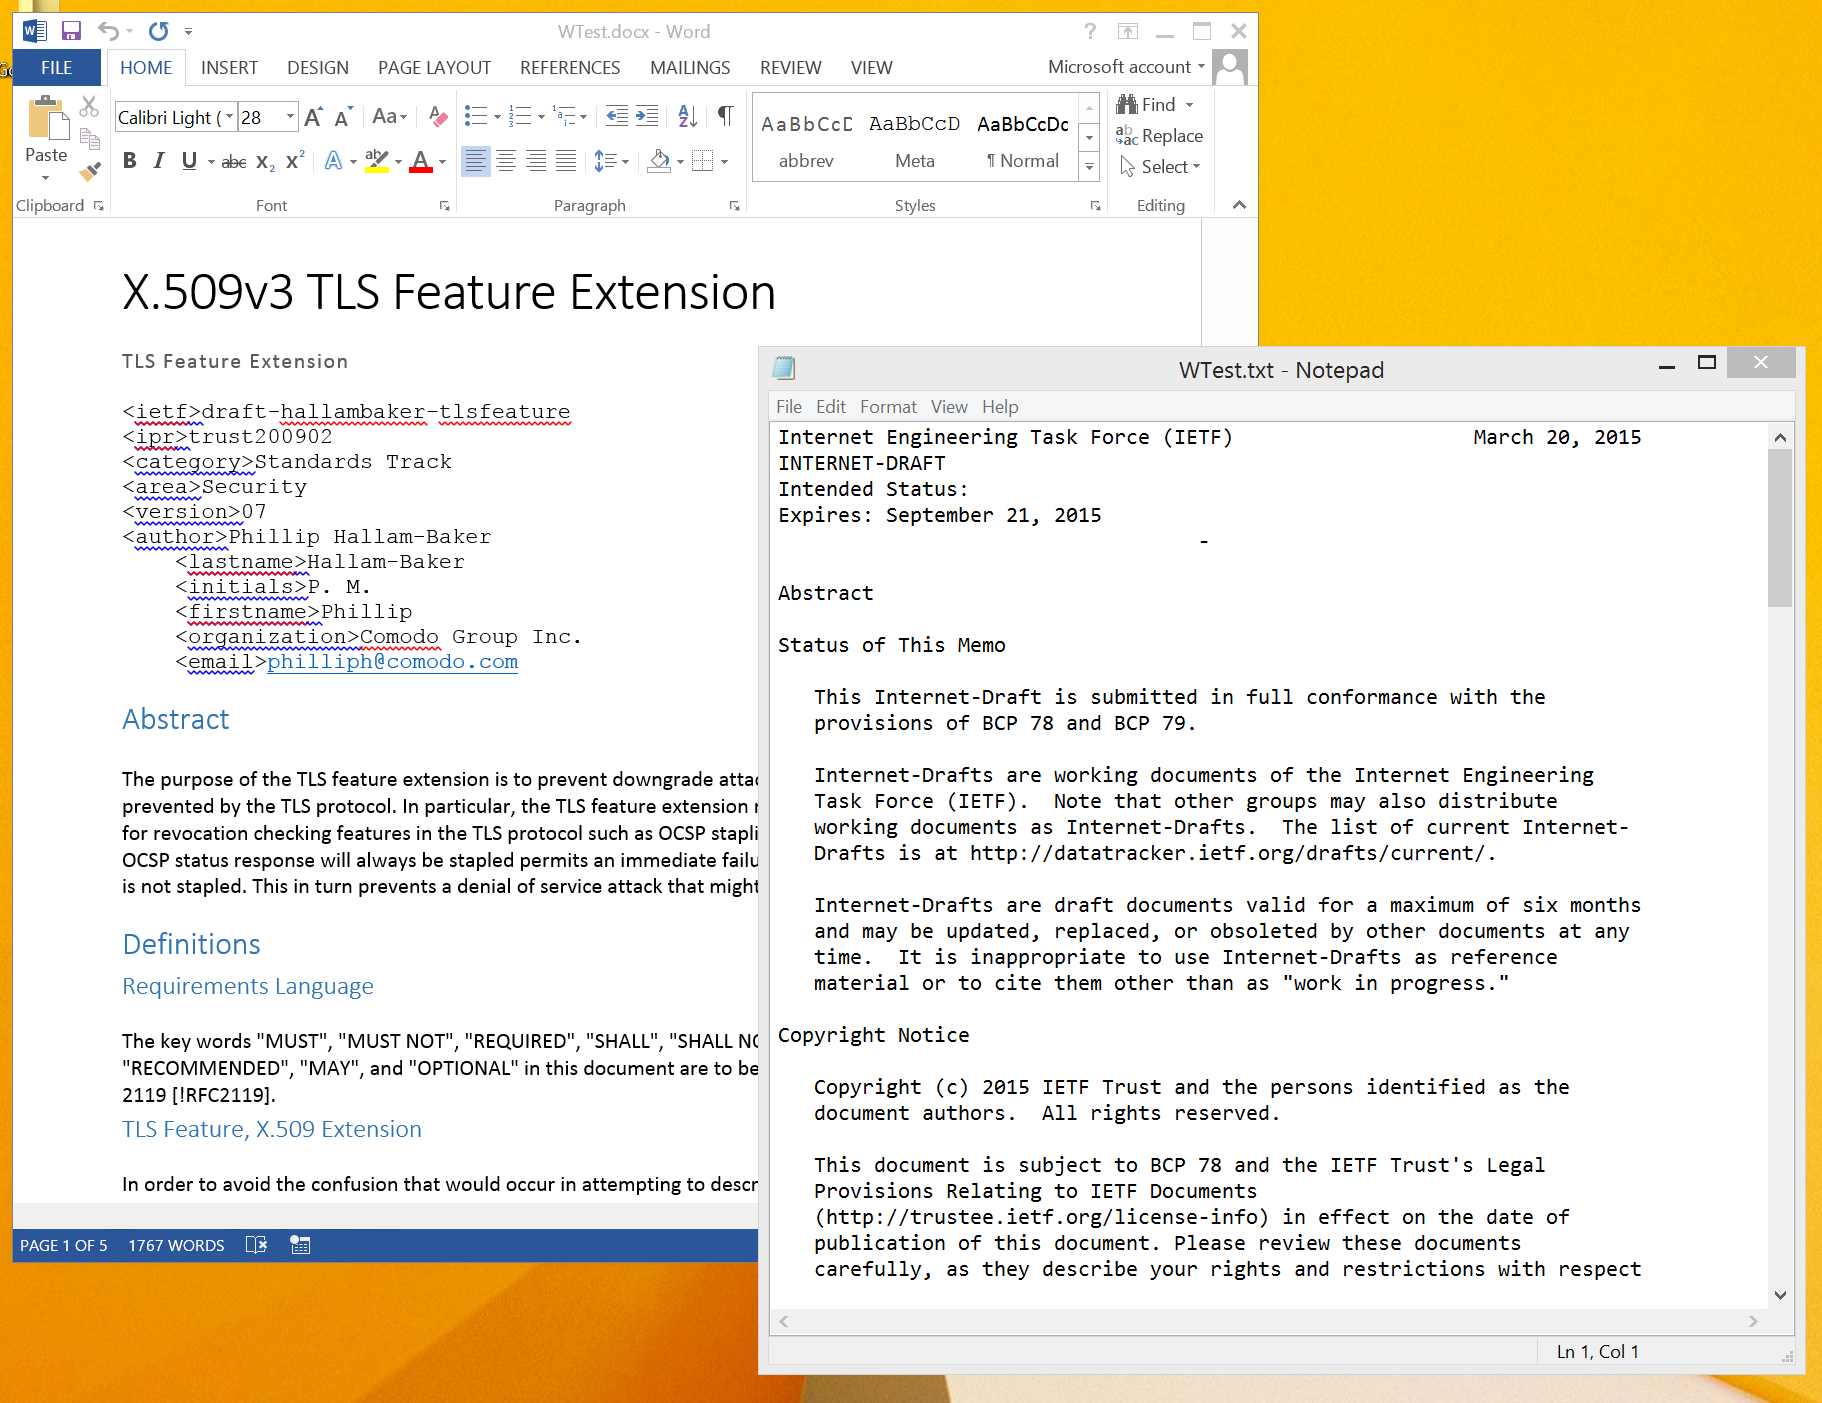 WTest.docx - Word
FILE HOME INSERT DESIGN PAGE LAYOUT REFERENCES MAILINGS REVIEW VIEW Microsoft account
Paste
Calibri Light ( 28
Aa
B I U abc X₂ X² A ab A
AaBbCcD AaBbCcD AaBbCcDc
abbrev Meta ¶ Normal
Find
Replace
Select
Clipboard Font Paragraph Styles Editing
X.509v3 TLS Feature Extension
TLS Feature Extension
<ietf>draft-hallambaker-tlsfeature
<ipr>trust200902
<category>Standards Track
<area>Security
<version>07
<author>Phillip Hallam-Baker
<lastname>Hallam-Baker
<initials>P. M.
<firstname>Phillip
<organization>Comodo Group Inc.
<email>philliph@comodo.com
Abstract
The purpose of the TLS feature extension is to prevent downgrade attac
prevented by the TLS protocol. In particular, the TLS feature extension
for revocation checking features in the TLS protocol such as OCSP stapli
OCSP status response will always be stapled permits an immediate failu
is not stapled. This in turn prevents a denial of service attack that might
Definitions
Requirements Language
The key words "MUST", "MUST NOT", "REQUIRED", "SHALL", "SHALL NO
"RECOMMENDED", "MAY", and "OPTIONAL" in this document are to be
2119 [!RFC2119].
TLS Feature, X.509 Extension
In order to avoid the confusion that would occur in attempting to descr
PAGE 1 OF 5 1767 WORDS
WTest.txt - Notepad
File Edit Format View Help
Internet Engineering Task Force (IETF) March 20, 2015
INTERNET-DRAFT
Intended Status:
Expires: September 21, 2015
-
Abstract
Status of This Memo
This Internet-Draft is submitted in full conformance with the
provisions of BCP 78 and BCP 79.
Internet-Drafts are working documents of the Internet Engineering
Task Force (IETF).  Note that other groups may also distribute
working documents as Internet-Drafts.  The list of current Internet-
Drafts is at http://datatracker.ietf.org/drafts/current/.
Internet-Drafts are draft documents valid for a maximum of six months
and may be updated, replaced, or obsoleted by other documents at any
time.  It is inappropriate to use Internet-Drafts as reference
material or to cite them other than as "work in progress."
Copyright Notice
Copyright (c) 2015 IETF Trust and the persons identified as the
document authors.  All rights reserved.
This document is subject to BCP 78 and the IETF Trust's Legal
Provisions Relating to IETF Documents
(http://trustee.ietf.org/license-info) in effect on the date of
publication of this document. Please review these documents
carefully, as they describe your rights and restrictions with respect
Ln 1, Col 1